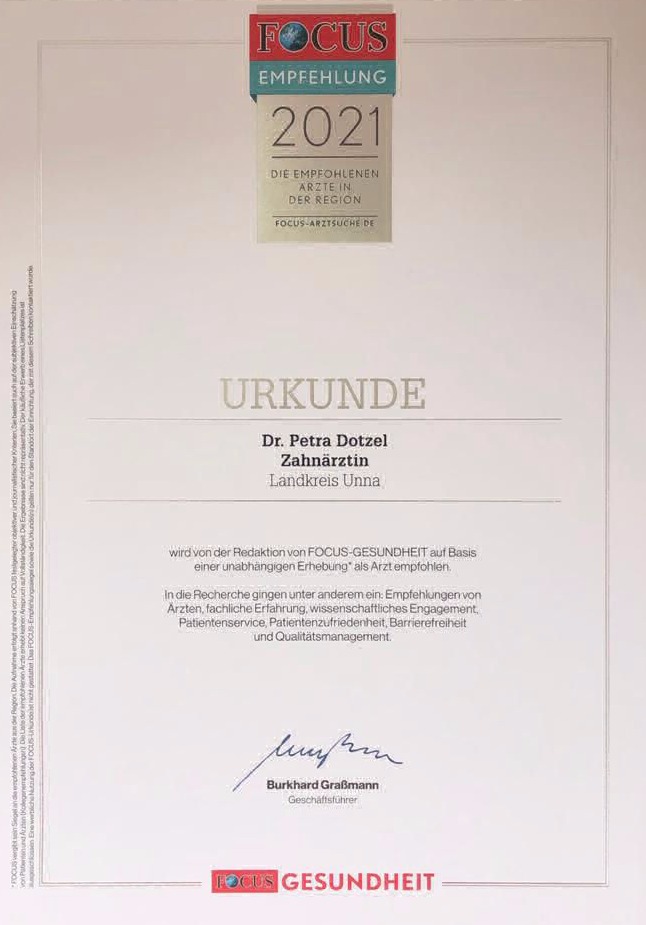 FOCUS
EMPFEHLUNG
2021
DIE EMPFOHLENEN
ÄRZTE IN
DER REGION
FOCUS-ARZTSUCHE.DE
URKUNDE
Dr. Petra Dotzel
Zahnärztin
Landkreis Unna
wird von der Redaktion von FOCUS-GESUNDHEIT auf Basis
einer unabhängigen Erhebung* als Arzt empfohlen.
In die Recherche gingen unter anderem ein: Empfehlungen von
Ärzten, fachliche Erfahrung, wissenschaftliches Engagement,
Patientenservice, Patientenzufriedenheit, Barrierefreiheit
und Qualitätsmanagement.
Burkhard Graßmann
Geschäftsführer
FOCUS GESUNDHEIT